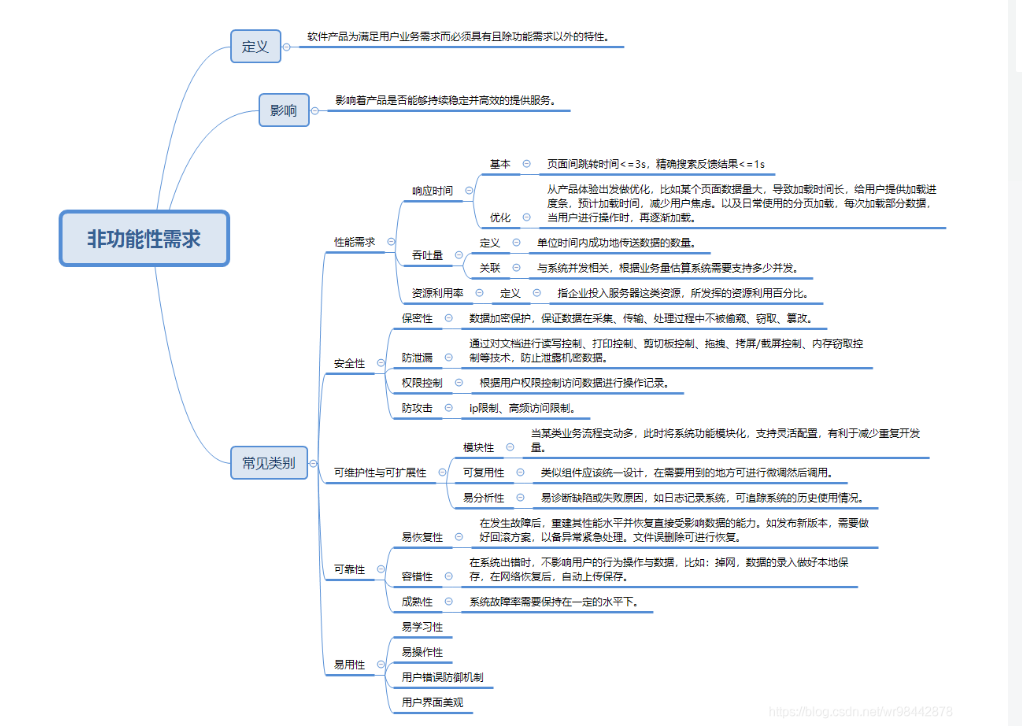 定义
软件产品为满足用户业务需求而必须具有且除功能需求以外的特性。
影响
影响着产品是否能够持续稳定并高效的提供服务。
非功能性需求
常见类别
性能需求
响应时间
基本
页面间跳转时间<=3s，精确搜素反馈结果<=1s
优化
从产品体验出发做优化，比如某个页面数据量大，导致加载时间长，给用户提供加载进
度条，预计加载时间，减少用户焦虑。以及日常使用的分页加载，每次加载部分数据，
当用户进行操作时，再逐渐加载。
吞吐量
定义
单位时间内成功地传送数据的数量。
关联
与系统并发相关，根据业务量估算系统需要支持多少并发。
资源利用率
定义
指企业投入服务器这类资源，所发挥的资源利用百分比。
安全性
保密性
数据加密保护，保证数据在采集、传输、处理过程中不被偷窥、窃取、篡改。
防泄漏
通过对文档进行读写控制、打印控制、剪切板控制、拖拽、拷屏/截屏控制、内存窃取控
制等技术，防止泄露机密数据。
权限控制
根据用户权限控制访问数据进行操作记录。
防攻击
ip限制、高频访问限制。
可维护性与可扩展性
模块性
当某类业务流程变动多，此时将系统功能模块化，支持灵活配置，有利于减少重复开发
量。
可复用性
类似组件应该统一设计，在需要用到的地方可进行微调然后调用。
易分析性
易诊断缺陷或失败原因，如日志记录系统，可追踪系统的历史使用情况。
可靠性
易恢复性
在发生故障后，重建其性能水平并恢复直接受影响数据的能力。如发布新版本，需要做
好回滚方案，以备异常紧急处理。文件误删除可进行恢复。
容错性
在系统出错时，不影响用户的行为操作与数据，比如：掉网，数据的录入做好本地保
存，在网络恢复后，自动上传保存。
成熟性
系统故障率需要保持在一定的水平下。
易用性
易学习性
易操作性
用户错误防御机制
用户界面美观
https://blog.csdn.net/wr98442878